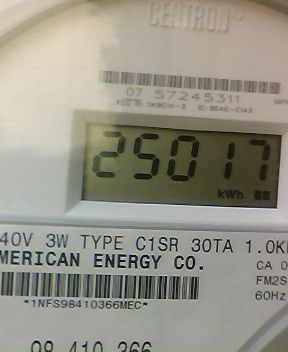 CENTRON®
07 57245311
25017
kWh
40V 3W TYPE C1SR 30TA 1.0K
MERICAN ENERGY CO.
CA 0
FM2S
60Hz
*1NFS98410366MEC*
98 410 366